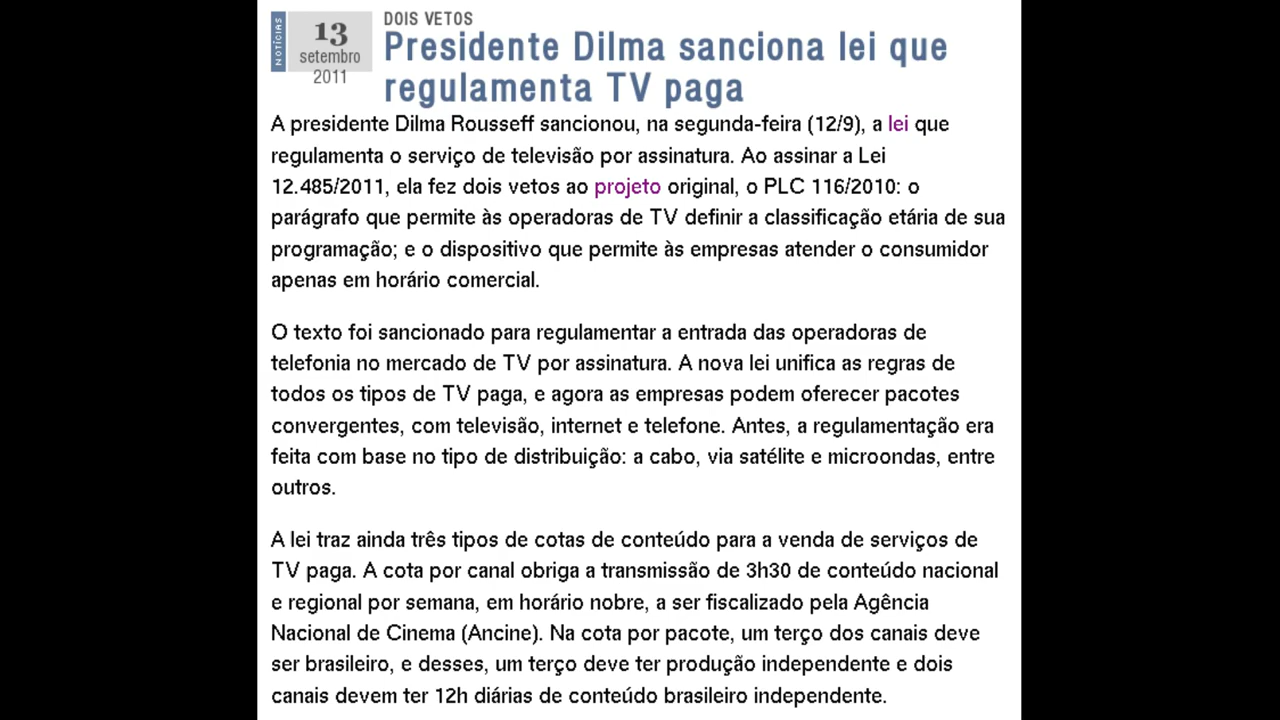 NOTÍCIAS
13
setembro
2011
DOIS VETOS
Presidente Dilma sanciona lei que
regulamenta TV paga
A presidente Dilma Rousseff sancionou, na segunda-feira (12/9), a lei que
regulamenta o serviço de televisão por assinatura. Ao assinar a Lei
12.485/2011, ela fez dois vetos ao projeto original, o PLC 116/2010: o
parágrafo que permite às operadoras de TV definir a classificação etária de sua
programação; e o dispositivo que permite às empresas atender o consumidor
apenas em horário comercial.
O texto foi sancionado para regulamentar a entrada das operadoras de
telefonia no mercado de TV por assinatura. A nova lei unifica as regras de
todos os tipos de TV paga, e agora as empresas podem oferecer pacotes
convergentes, com televisão, internet e telefone. Antes, a regulamentação era
feita com base no tipo de distribuição: a cabo, via satélite e microondas, entre
outros.
A lei traz ainda três tipos de cotas de conteúdo para a venda de serviços de
TV paga. A cota por canal obriga a transmissão de 3h30 de conteúdo nacional
e regional por semana, em horário nobre, a ser fiscalizado pela Agência
Nacional de Cinema (Ancine). Na cota por pacote, um terço dos canais deve
ser brasileiro, e desses, um terço deve ter produção independente e dois
canais devem ter 12h diárias de conteúdo brasileiro independente.